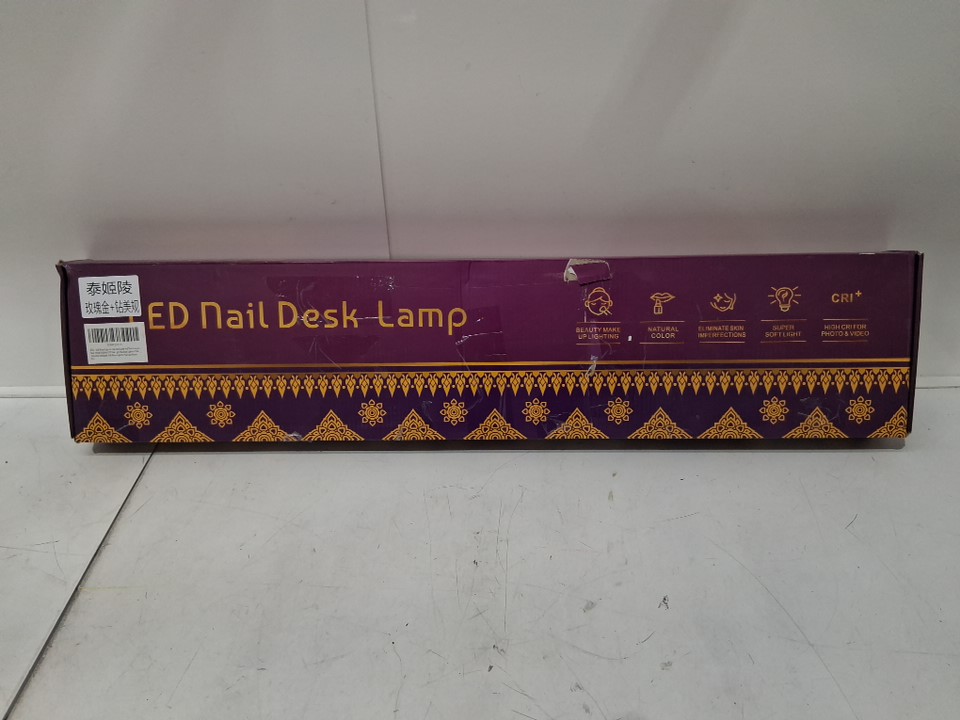 泰姬陵
玫瑰金+钻美观
LED Nail Desk Lamp
BEAUTY MAKE
UP LIGHTING
NATURAL
COLOR
ELIMINATE SKIN
IMPERFECTIONS
SUPER
SOFT LIGHT
CRI+
HIGH CRI FOR
PHOTO & VIDEO